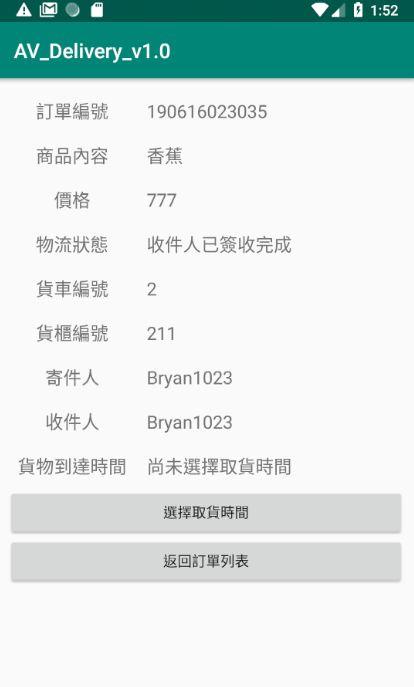 1:52
AV_Delivery_v1.0
訂單編號 190616023035
商品內容 香蕉
價格 777
物流狀態 收件人已簽收完成
貨車編號 2
貨櫃編號 211
寄件人 Bryan1023
收件人 Bryan1023
貨物到達時間 尚未選擇取貨時間
選擇取貨時間
返回訂單列表